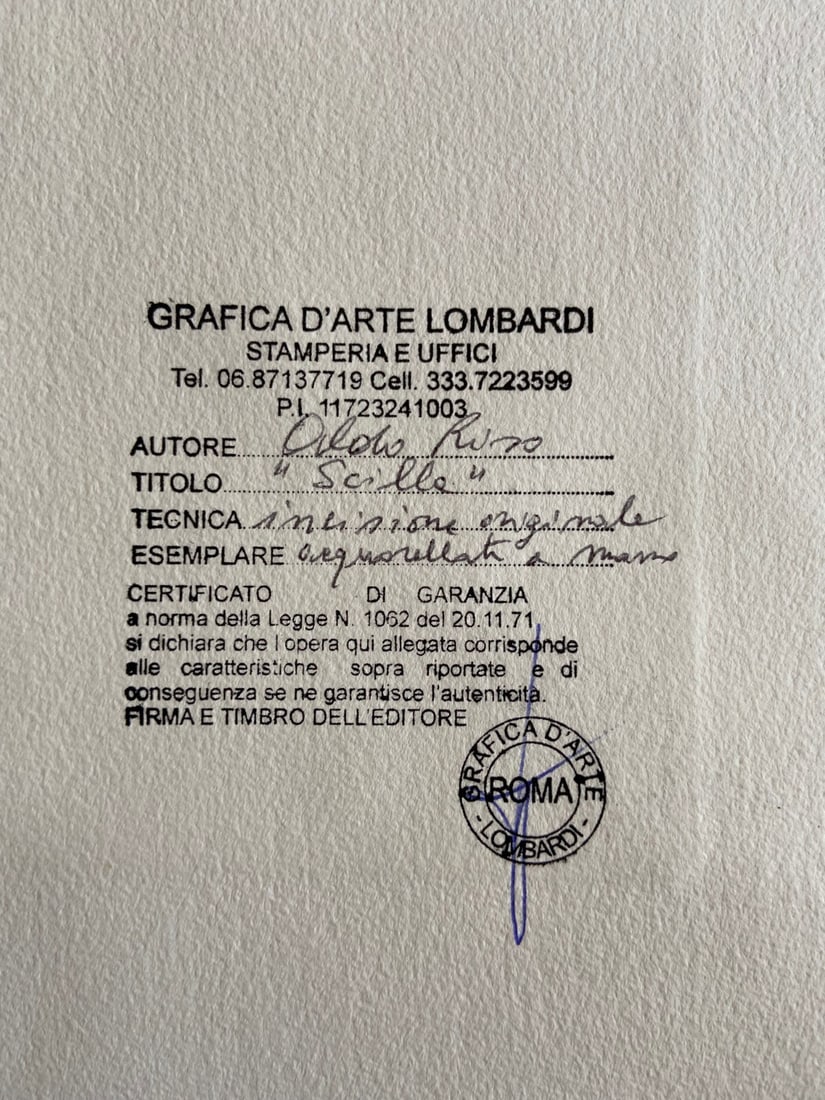 GRAFICA D'ARTE LOMBARDI
STAMPERIA E UFFICI
Tel. 06.87137719 Cell. 333.7223599
P.I. 11723241003
AUTORE Aldo Riso
TITOLO "Scilla"
TECNICA incisione originale
ESEMPLARE acquarellata a mano
CERTIFICATO DI GARANZIA
a norma della Legge N. 1062 del 20.11.71
si dichiara che l opera qui allegata corrisponde
alle caratteristiche sopra riportate e di
conseguenza se ne garantisce l'autenticità.
FIRMA E TIMBRO DELL'EDITORE
GRAFICA D'ARTE
ROMA
- LOMBARDI -